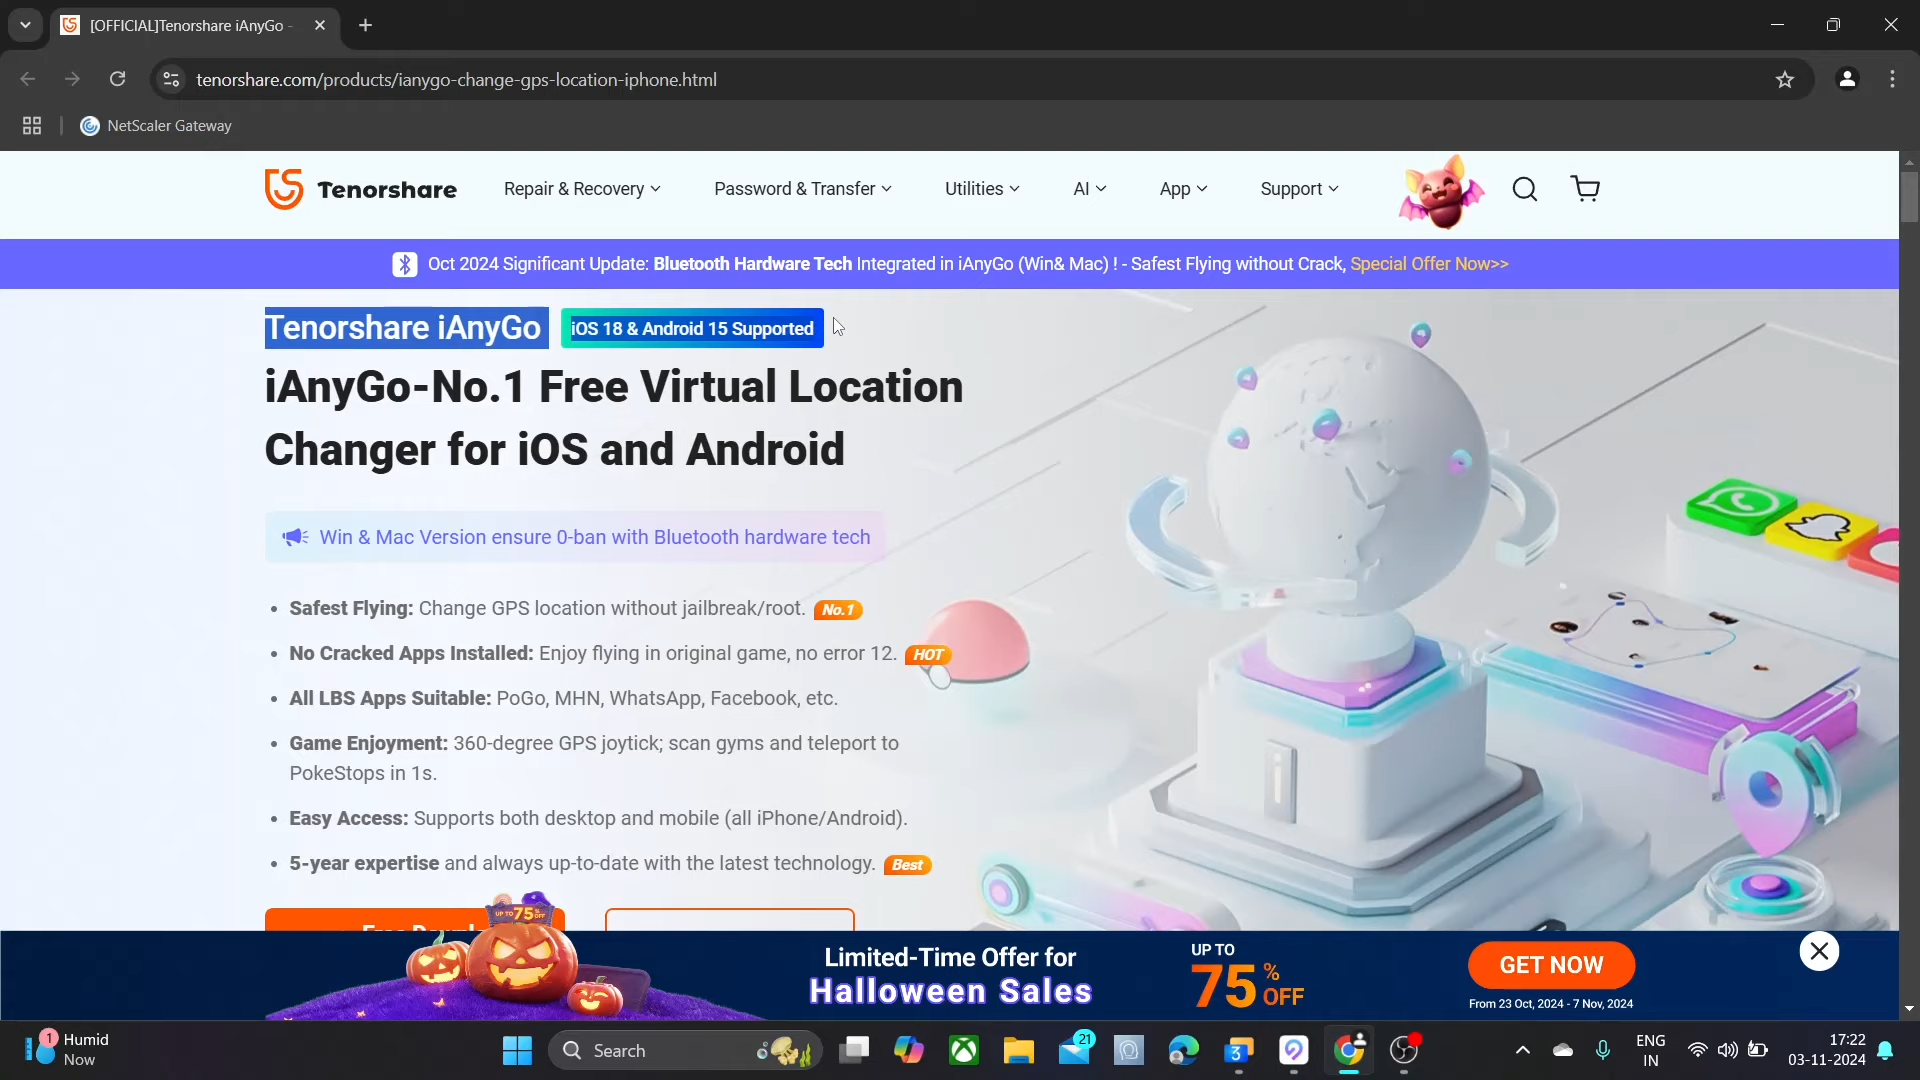 [OFFICIAL]Tenorshare iAnyGo -
tenorshare.com/products/ianygo-change-gps-location-iphone.html
NetScaler Gateway
Tenorshare
Repair & Recovery
Password & Transfer
Utilities
AI
App
Support
Oct 2024 Significant Update: Bluetooth Hardware Tech Integrated in iAnyGo (Win& Mac) ! - Safest Flying without Crack, Special Offer Now>>
Tenorshare iAnyGo
iOS 18 & Android 15 Supported
iAnyGo-No.1 Free Virtual Location
Changer for iOS and Android
Win & Mac Version ensure 0-ban with Bluetooth hardware tech
• Safest Flying: Change GPS location without jailbreak/root. No.1
• No Cracked Apps Installed: Enjoy flying in original game, no error 12. HOT
• All LBS Apps Suitable: PoGo, MHN, WhatsApp, Facebook, etc.
• Game Enjoyment: 360-degree GPS joytick; scan gyms and teleport to
PokeStops in 1s.
• Easy Access: Supports both desktop and mobile (all iPhone/Android).
• 5-year expertise and always up-to-date with the latest technology. Best
UP TO 75% OFF
Limited-Time Offer for
Halloween Sales
UP TO
75% OFF
GET NOW
From 23 Oct, 2024 - 7 Nov, 2024
1
Humid
Now
Search
21
3
ENG
IN
17:22
03-11-2024